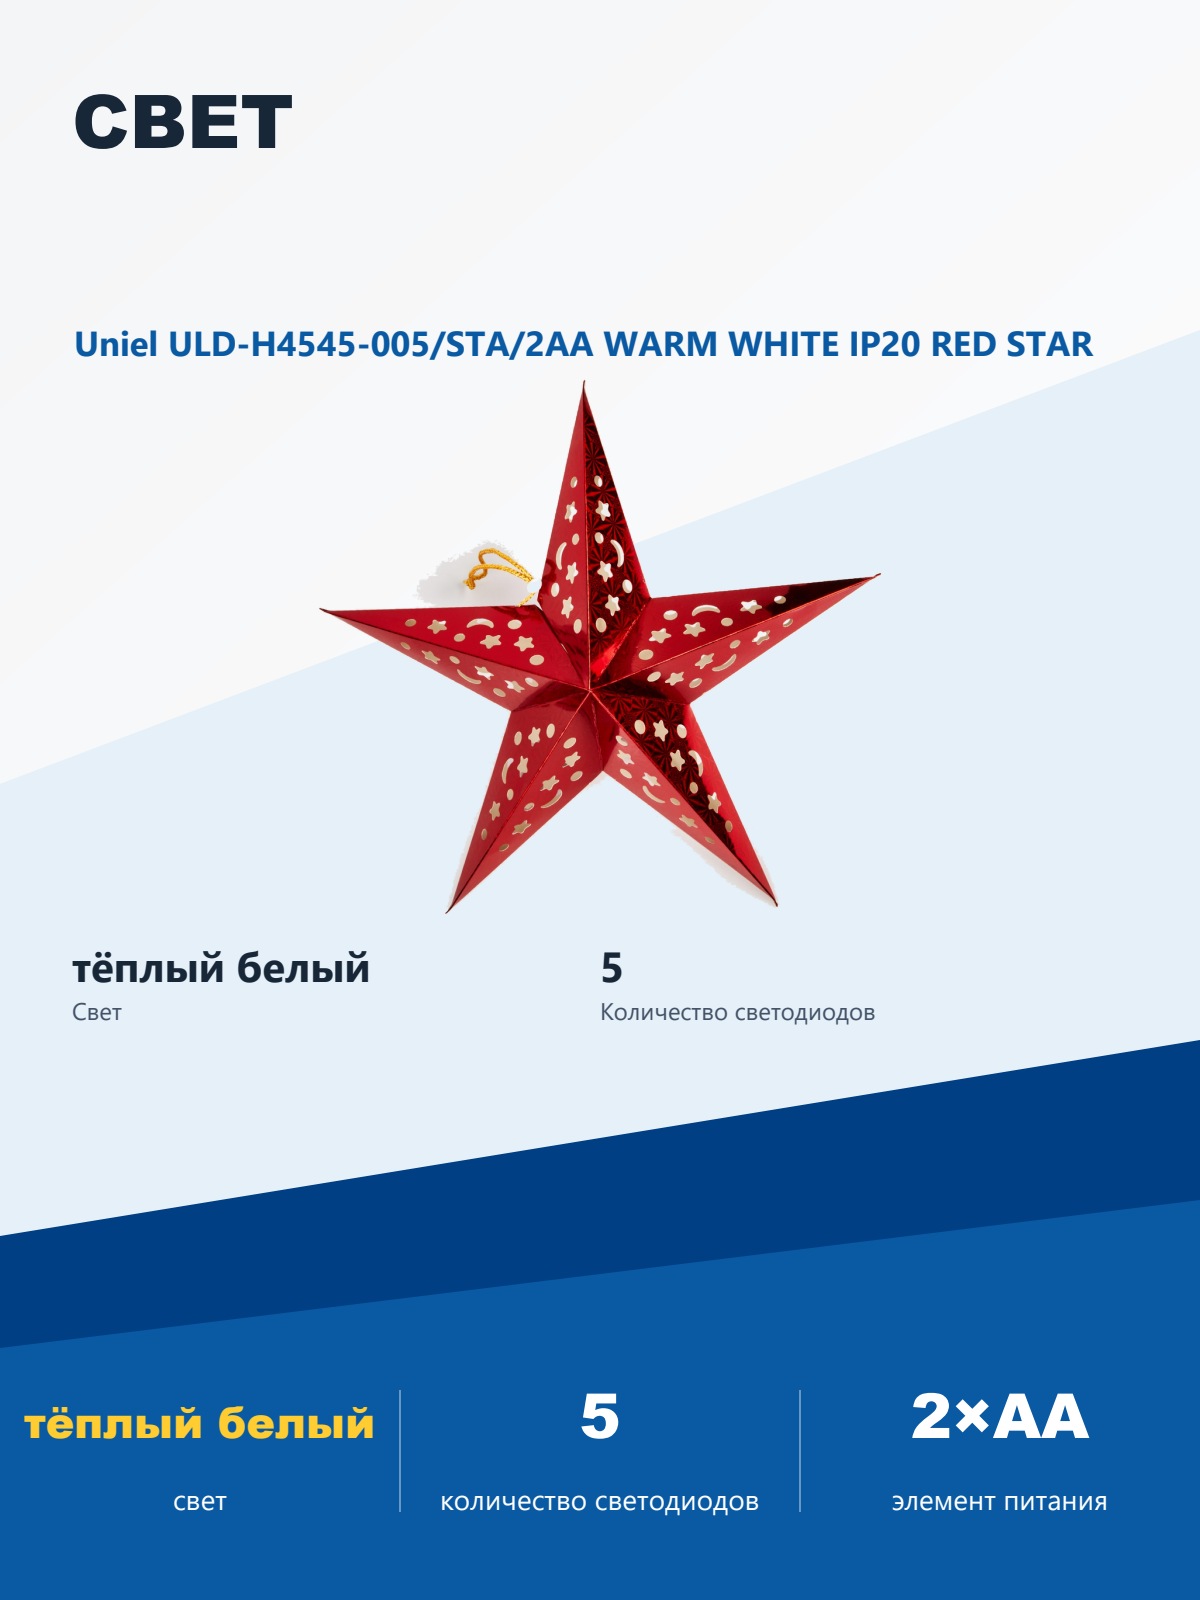 СВЕТ
Uniel ULD-H4545-005/STA/2AA WARM WHITE IP20 RED STAR
тёплый белый
Свет
5
Количество светодиодов
тёплый белый
свет
5
количество светодиодов
2×AA
элемент питания